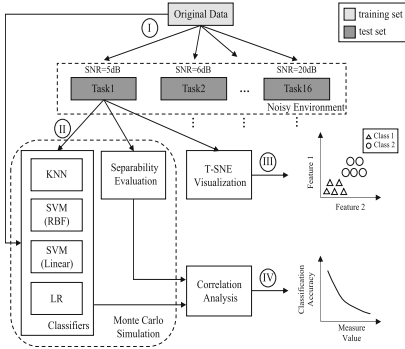 Original Data
training set
test set
I
SNR=5dB
SNR=6dB
SNR=20dB
Task1
Task2
...
Task16
Noisy Environment
II
III
IV
KNN
SVM
(RBF)
SVM
(Linear)
LR
Classifiers
Separability
Evaluation
Monte Carlo
Simulation
T-SNE
Visualization
Correlation
Analysis
Class 1
Class 2
Feature 1
Feature 2
Classification
Accuracy
Measure
Value